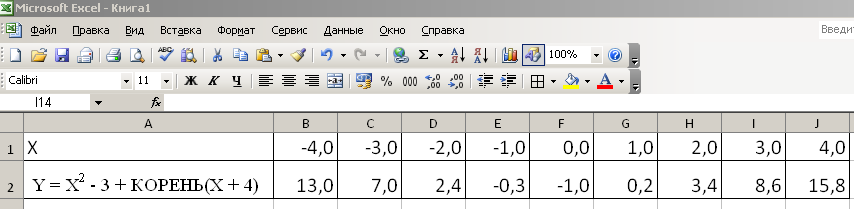 Microsoft Excel - Книга1
Файл Правка Вид Вставка Формат Сервис Данные Окно Справка Введит
100%
Calibri 11 Ж К Ч % 000
I14 fx
A B C D E F G H I J
1 X -4,0 -3,0 -2,0 -1,0 0,0 1,0 2,0 3,0 4,0
2 Y = X² - 3 + КОРЕНЬ(X + 4) 13,0 7,0 2,4 -0,3 -1,0 0,2 3,4 8,6 15,8